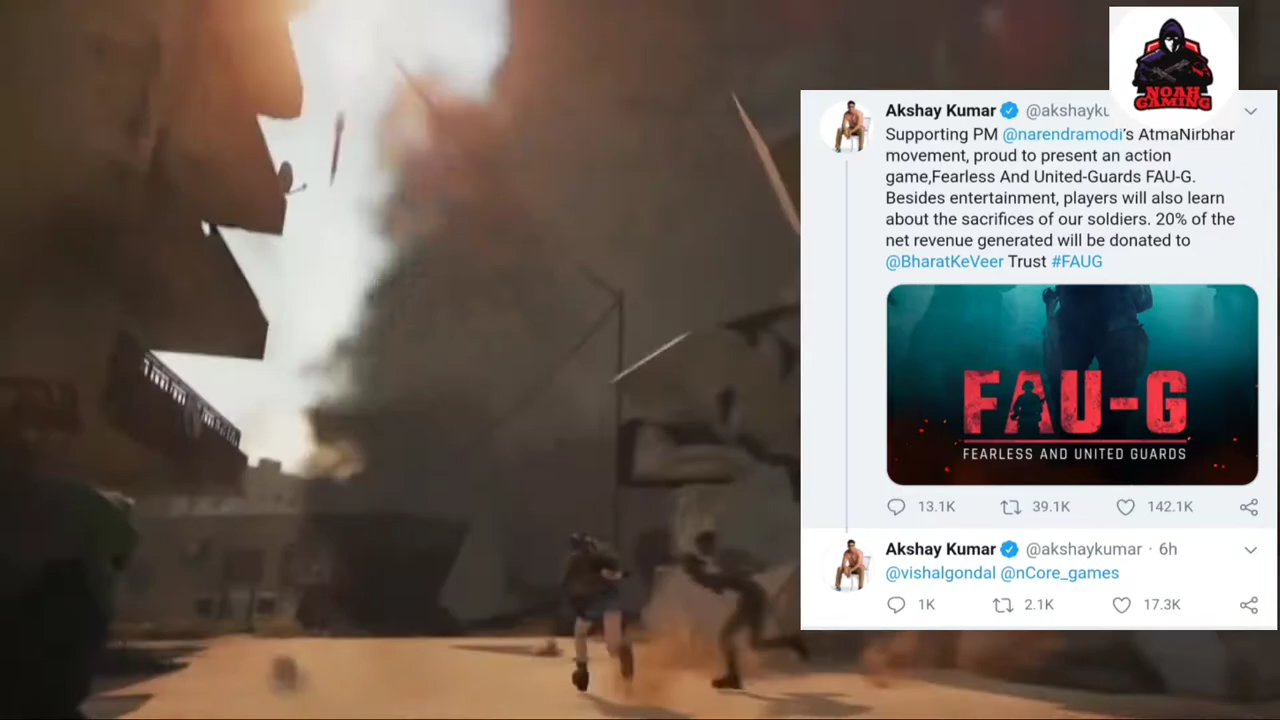 NOAH
GAMING
Akshay Kumar @akshayku
Supporting PM @narendramodi's AtmaNirbhar
movement, proud to present an action
game,Fearless And United-Guards FAU-G.
Besides entertainment, players will also learn
about the sacrifices of our soldiers. 20% of the
net revenue generated will be donated to
@BharatKeVeer Trust #FAUG
FAU-G
FEARLESS AND UNITED GUARDS
13.1K 39.1K 142.1K
Akshay Kumar @akshaykumar · 6h
@vishalgondal @nCore_games
1K 2.1K 17.3K